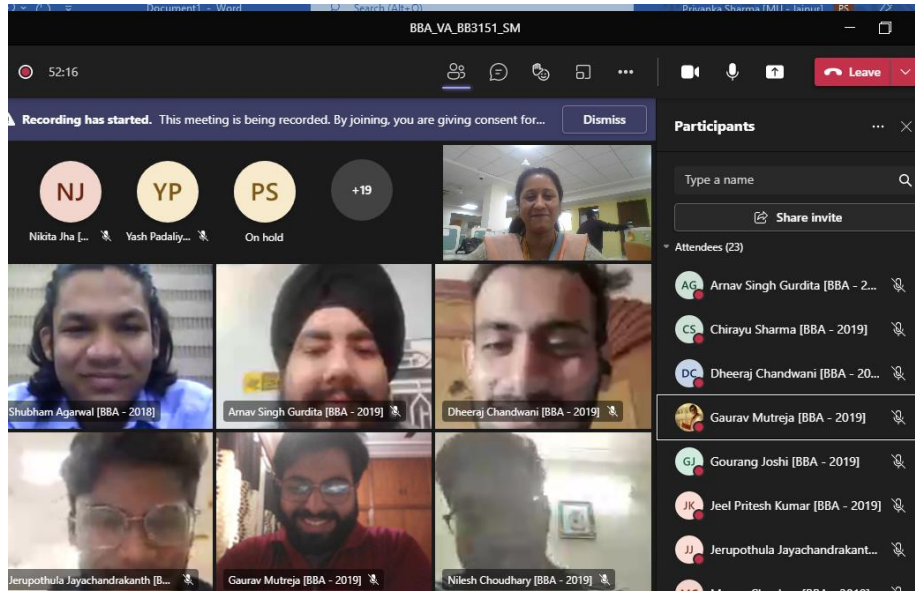 Document1 - Word
Search (Alt+Q)
Priyanka Sharma [MU - Jaipur]
PS
BBA_VA_BB3151_SM
52:16
Leave
Recording has started. This meeting is being recorded. By joining, you are giving consent for...
Dismiss
NJ
YP
PS
+19
Nikita Jha [...
Yash Padaliy...
On hold
Shubham Agarwal [BBA - 2018]
Arnav Singh Gurdita [BBA - 2019]
Dheeraj Chandwani [BBA - 2019]
Jerupothula Jayachandrakanth [B...
Gaurav Mutreja [BBA - 2019]
Nilesh Choudhary [BBA - 2019]
Participants
Type a name
Share invite
Attendees (23)
AG
Arnav Singh Gurdita [BBA - 2...
CS
Chirayu Sharma [BBA - 2019]
DC
Dheeraj Chandwani [BBA - 20...
Gaurav Mutreja [BBA - 2019]
GJ
Gourang Joshi [BBA - 2019]
JK
Jeel Pritesh Kumar [BBA - 2019]
JJ
Jerupothula Jayachandrakant...